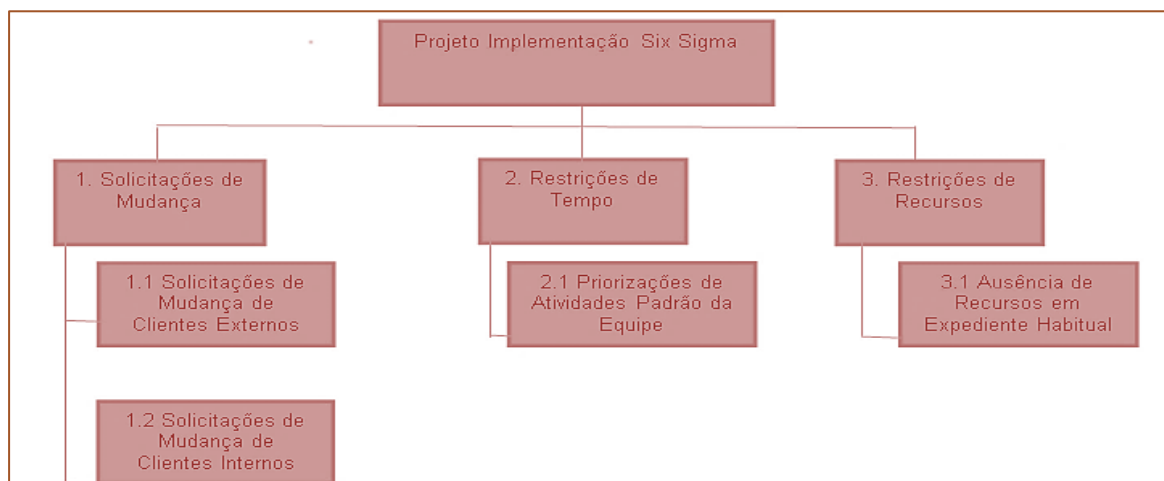 Projeto Implementação Six Sigma
1. Solicitações de
Mudança
2. Restrições de
Tempo
3. Restrições de
Recursos
1.1 Solicitações de
Mudança de
Clientes Externos
2.1 Priorizações de
Atividades Padrão da
Equipe
3.1 Ausência de
Recursos em
Expediente Habitual
1.2 Solicitações de
Mudança de
Clientes Internos